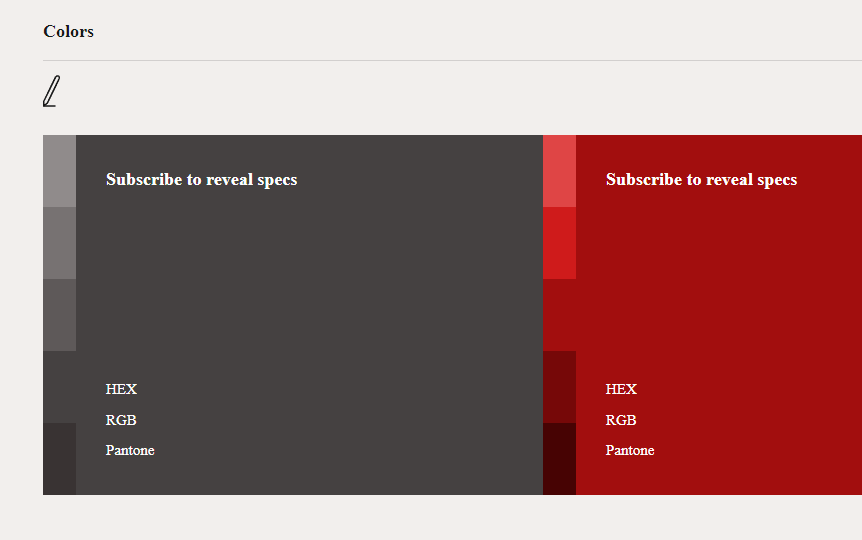 Colors
Subscribe to reveal specs
HEX
RGB
Pantone
Subscribe to reveal specs
HEX
RGB
Pantone